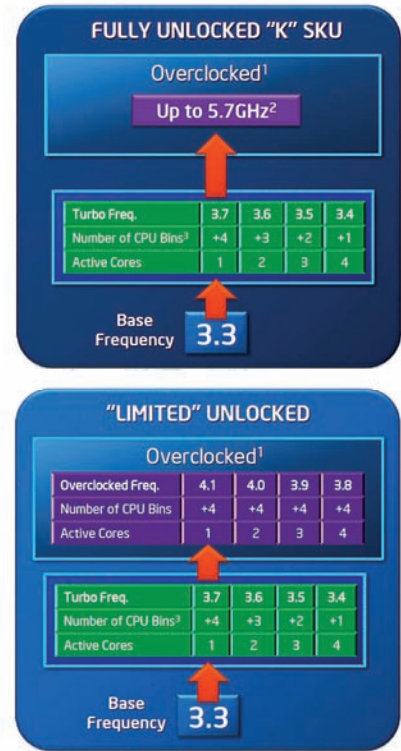 FULLY UNLOCKED "K" SKU
Overclocked¹
Up to 5.7GHz²
Turbo Freq. 3.7 3.6 3.5 3.4
Number of CPU Bins³ +4 +3 +2 +1
Active Cores 1 2 3 4
Base
Frequency 3.3
"LIMITED" UNLOCKED
Overclocked¹
Overclocked Freq. 4.1 4.0 3.9 3.8
Number of CPU Bins +4 +4 +4 +4
Active Cores 1 2 3 4
Turbo Freq. 3.7 3.6 3.5 3.4
Number of CPU Bins³ +4 +3 +2 +1
Active Cores 1 2 3 4
Base
Frequency 3.3